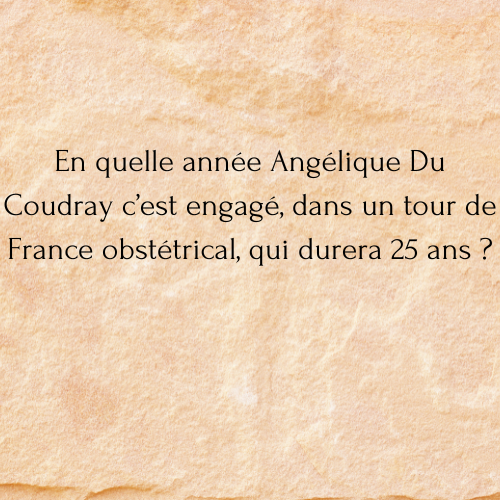 En quelle année Angélique Du
Coudray c’est engagé, dans un tour de
France obstétrical, qui durera 25 ans ?